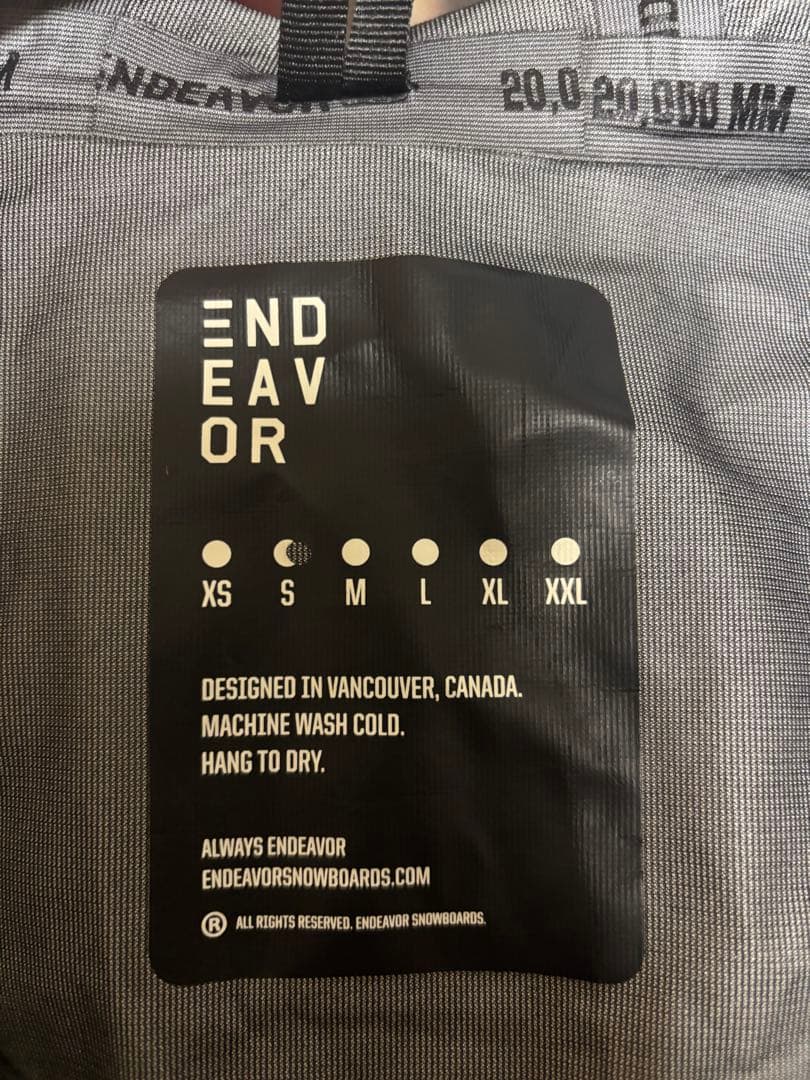 ENDEAVOR
20,0 20,000 MM
END
EAV
OR
XS S M L XL XXL
DESIGNED IN VANCOUVER, CANADA.
MACHINE WASH COLD.
HANG TO DRY.
ALWAYS ENDEAVOR
ENDEAVORSNOWBOARDS.COM
® ALL RIGHTS RESERVED. ENDEAVOR SNOWBOARDS.